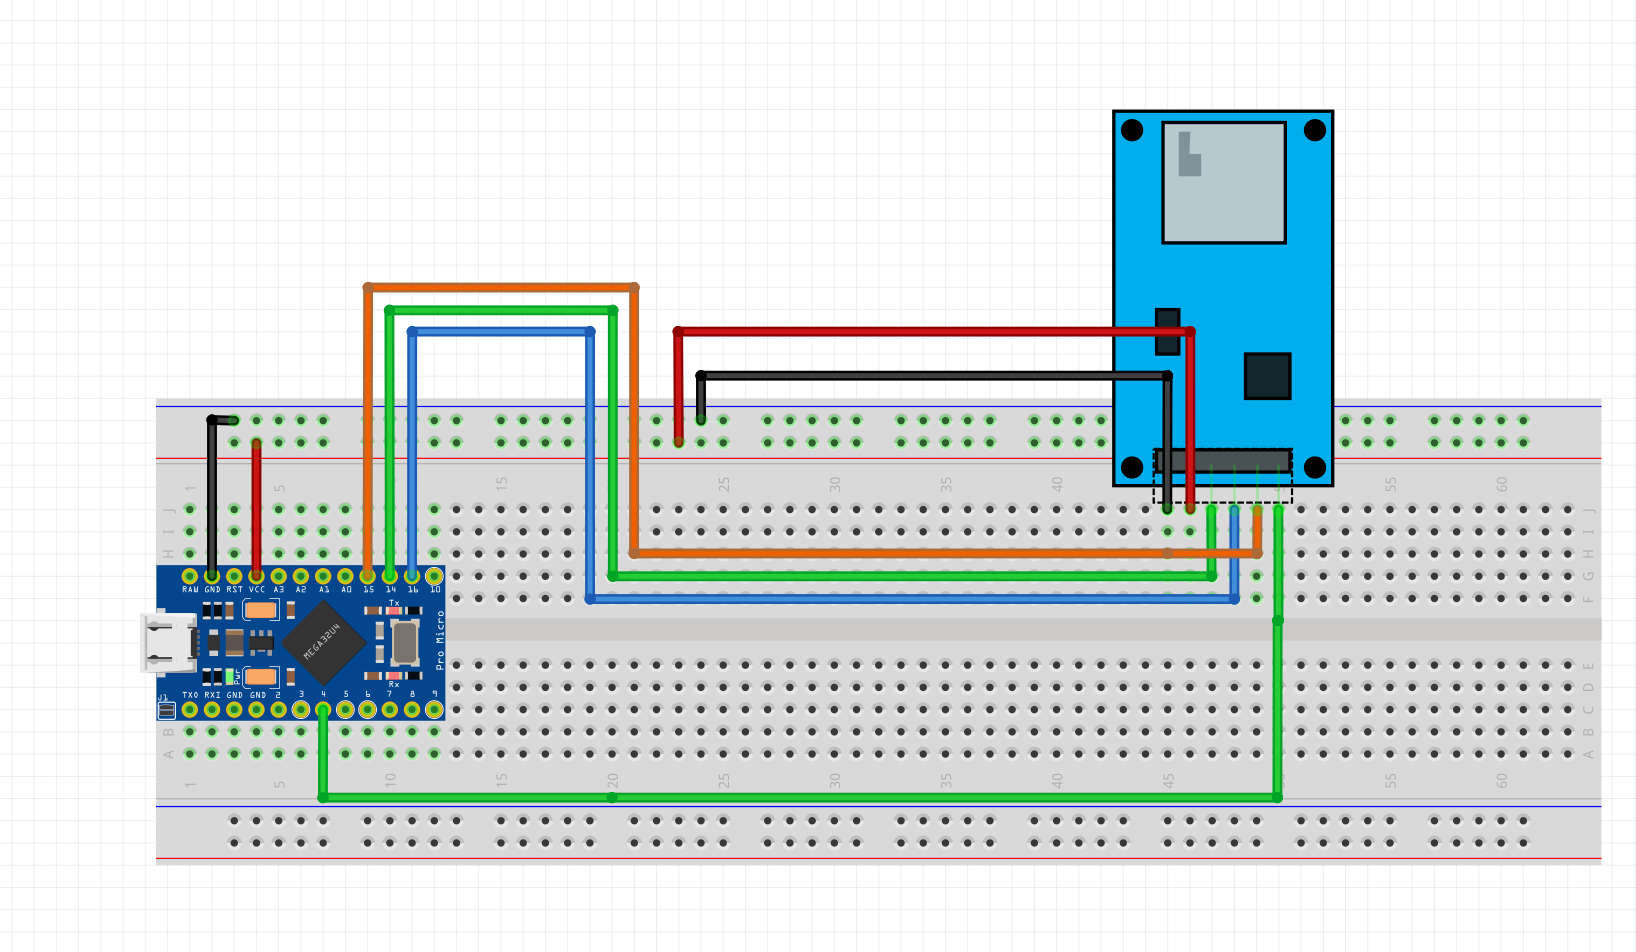 1 5 15 25 30 35 40 55 60
J J
I I
H H
G
F
RAW GND RST VCC A3 A2 A1 A0 15 14 16 10
Tx
MEGA32U4
Pro Micro
PWR
Rx
E
D
C
J1
TX0 RXI GND GND 2 3 4 5 6 7 8 9
B B
A A
1 5 10 15 20 25 30 35 40 45 55 60